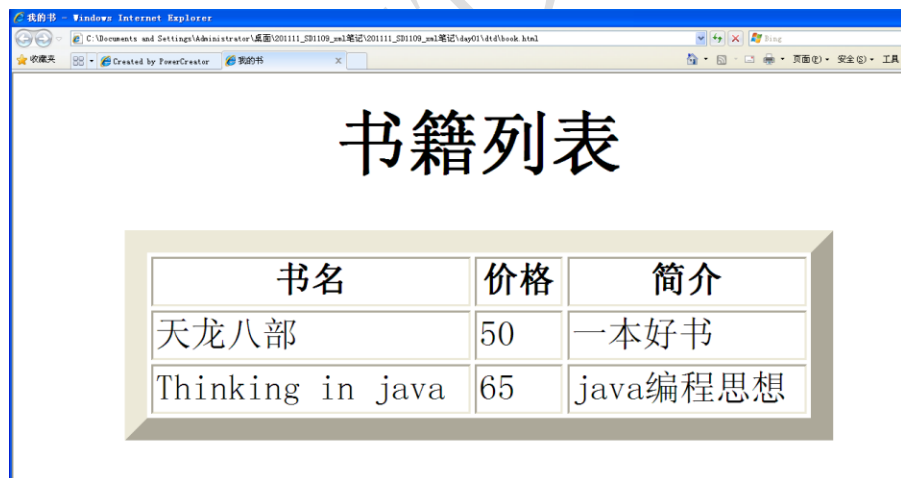 我的书 - Windows Internet Explorer
C:\Documents and Settings\Administrator\桌面\201111_SD1109_xml笔记\201111_SD1109_xml笔记\day01\dtd\book.html
Bing
收藏夹 Created by PowerCreator 我的书 X 页面(P) 安全(S) 工具
书籍列表
书名 价格 简介
天龙八部 50 一本好书
Thinking in java 65 java编程思想